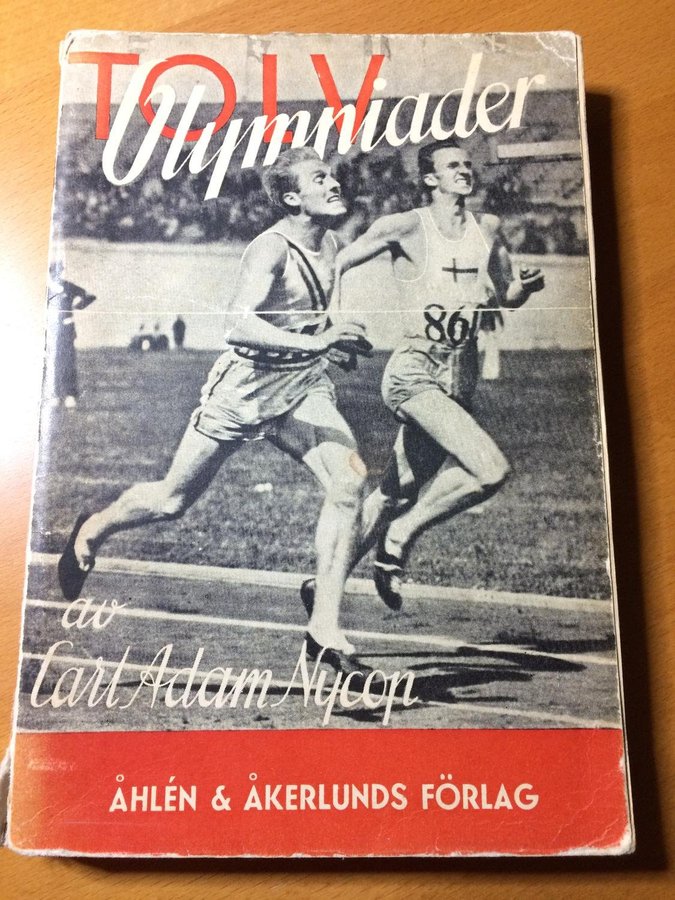 TOLV
Olympiader
86
av
Carl Adam Nycop
ÅHLÉN & ÅKERLUNDS FÖRLAG